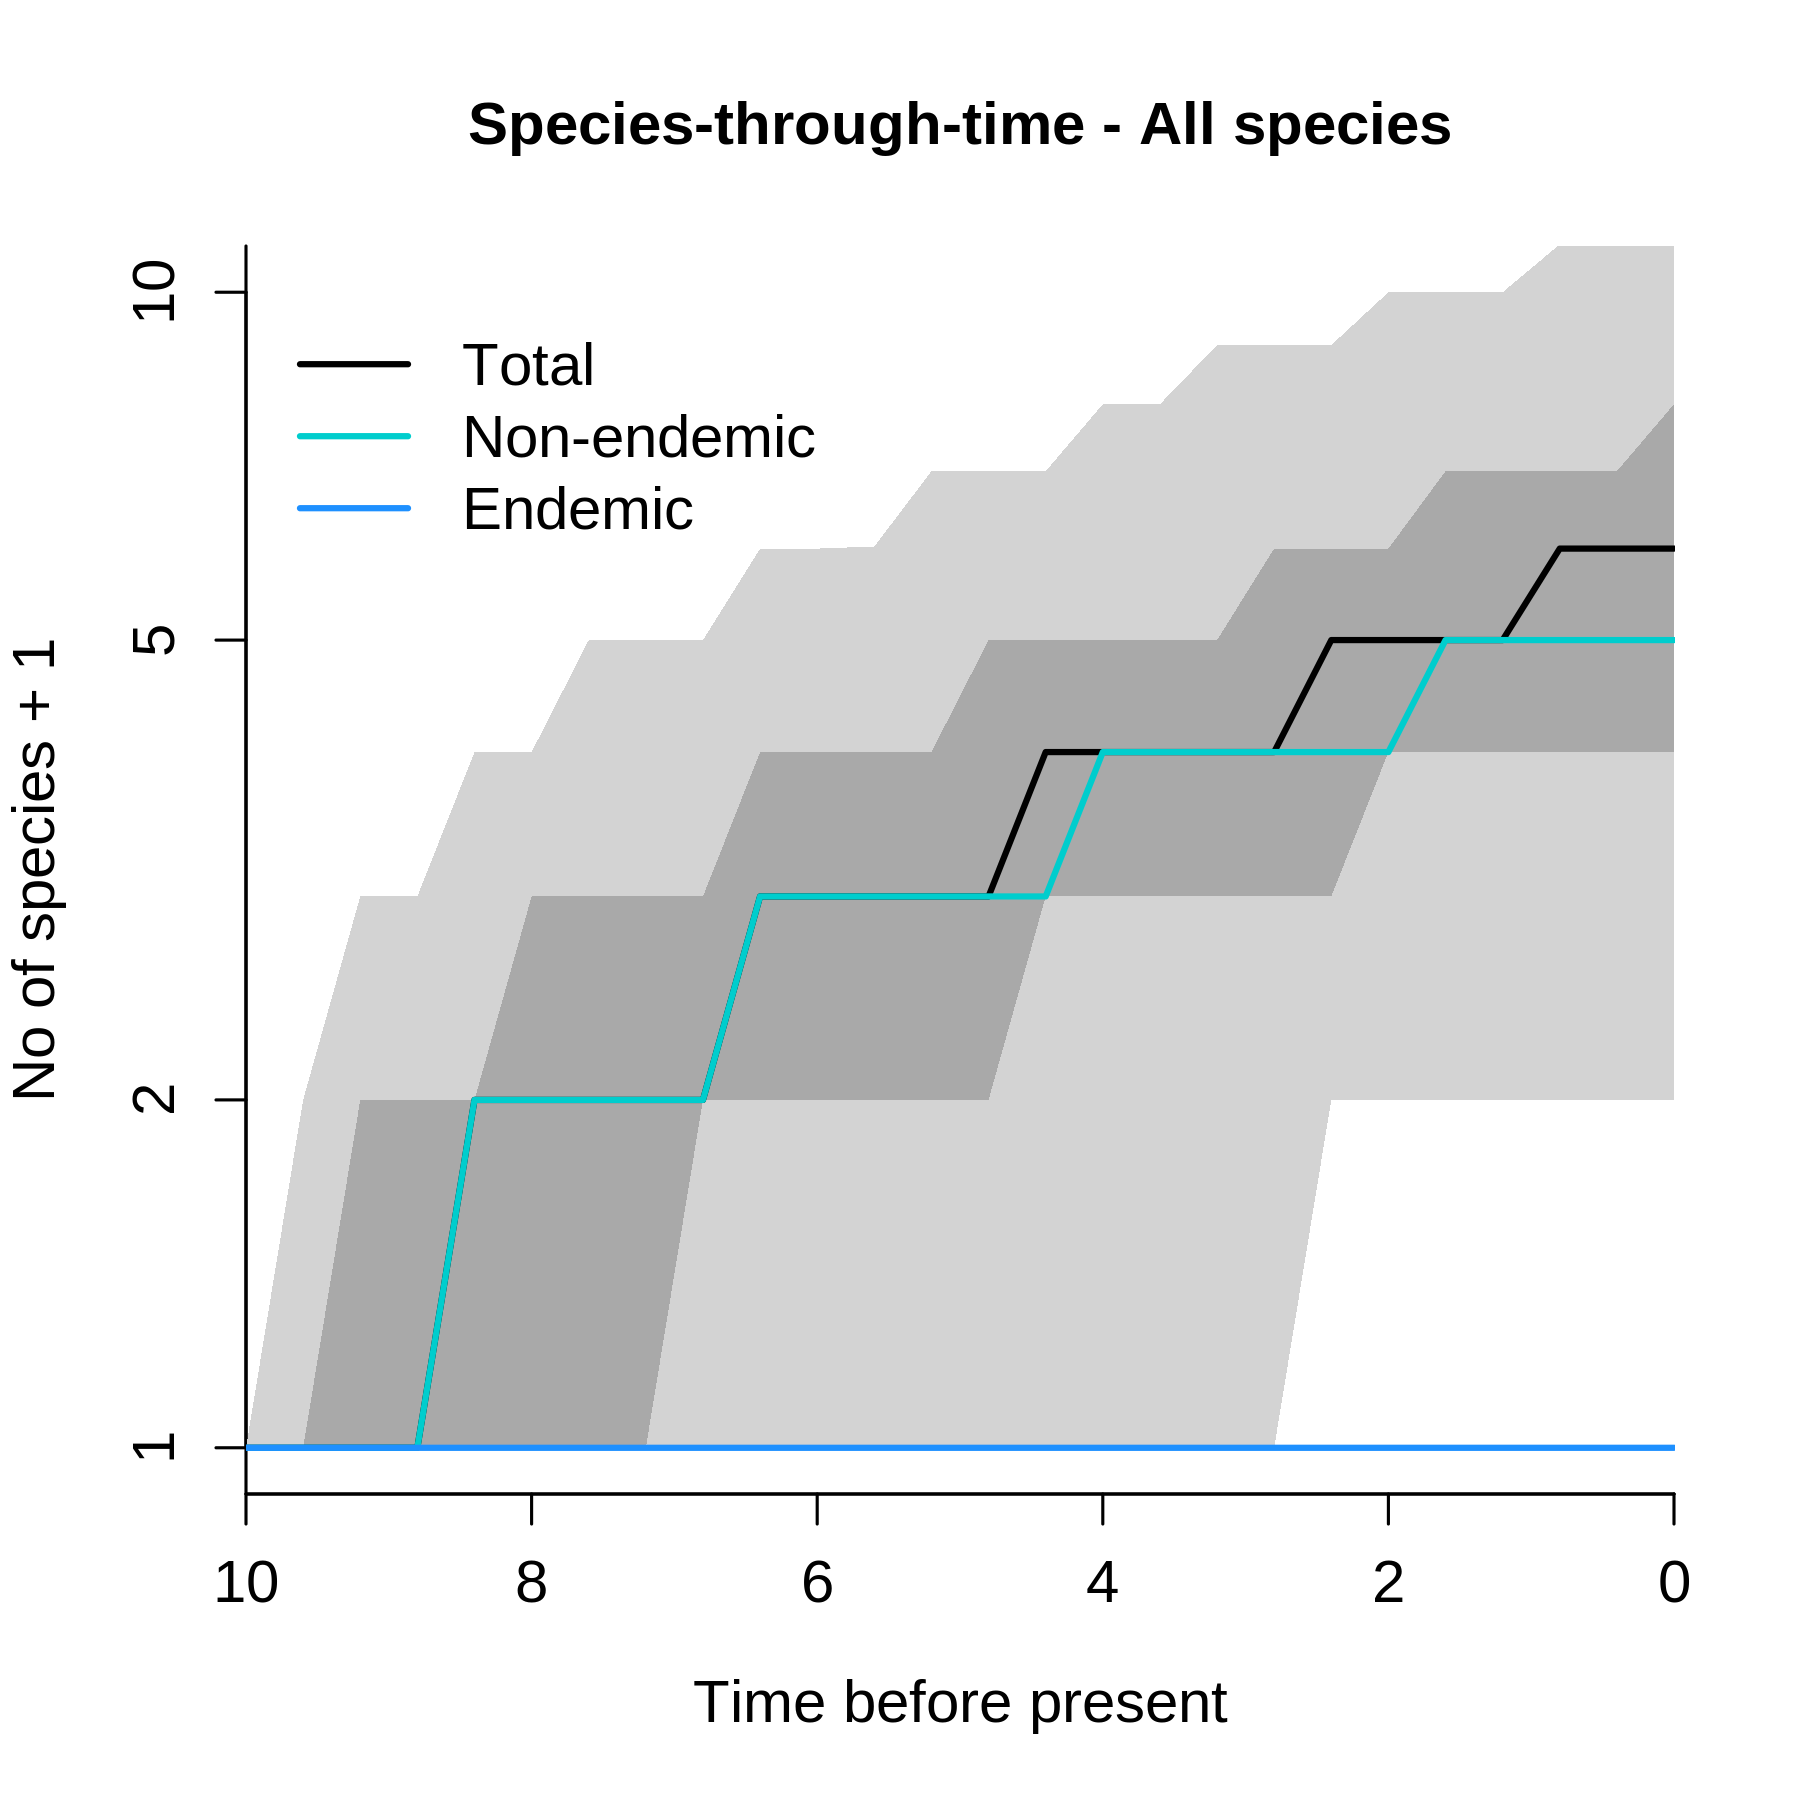 Species-through-time - All species
Total
Non-endemic
Endemic
No of species + 1
10
5
2
1
10 8 6 4 2 0
Time before present